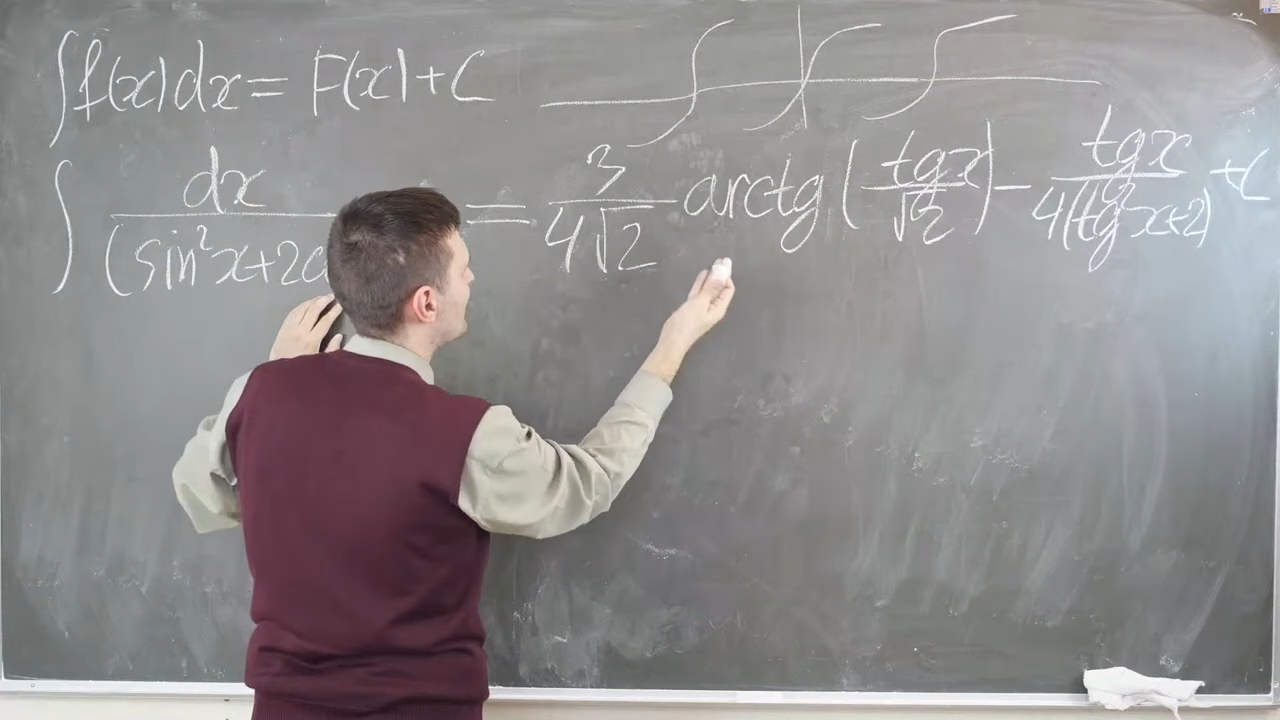 ∫f(x)dx = F(x)+C
∫ dx/(sin²x+2c = 3/(4√2) arctg(tgx/√2) − tgx/(4(tg²x+2)) + C